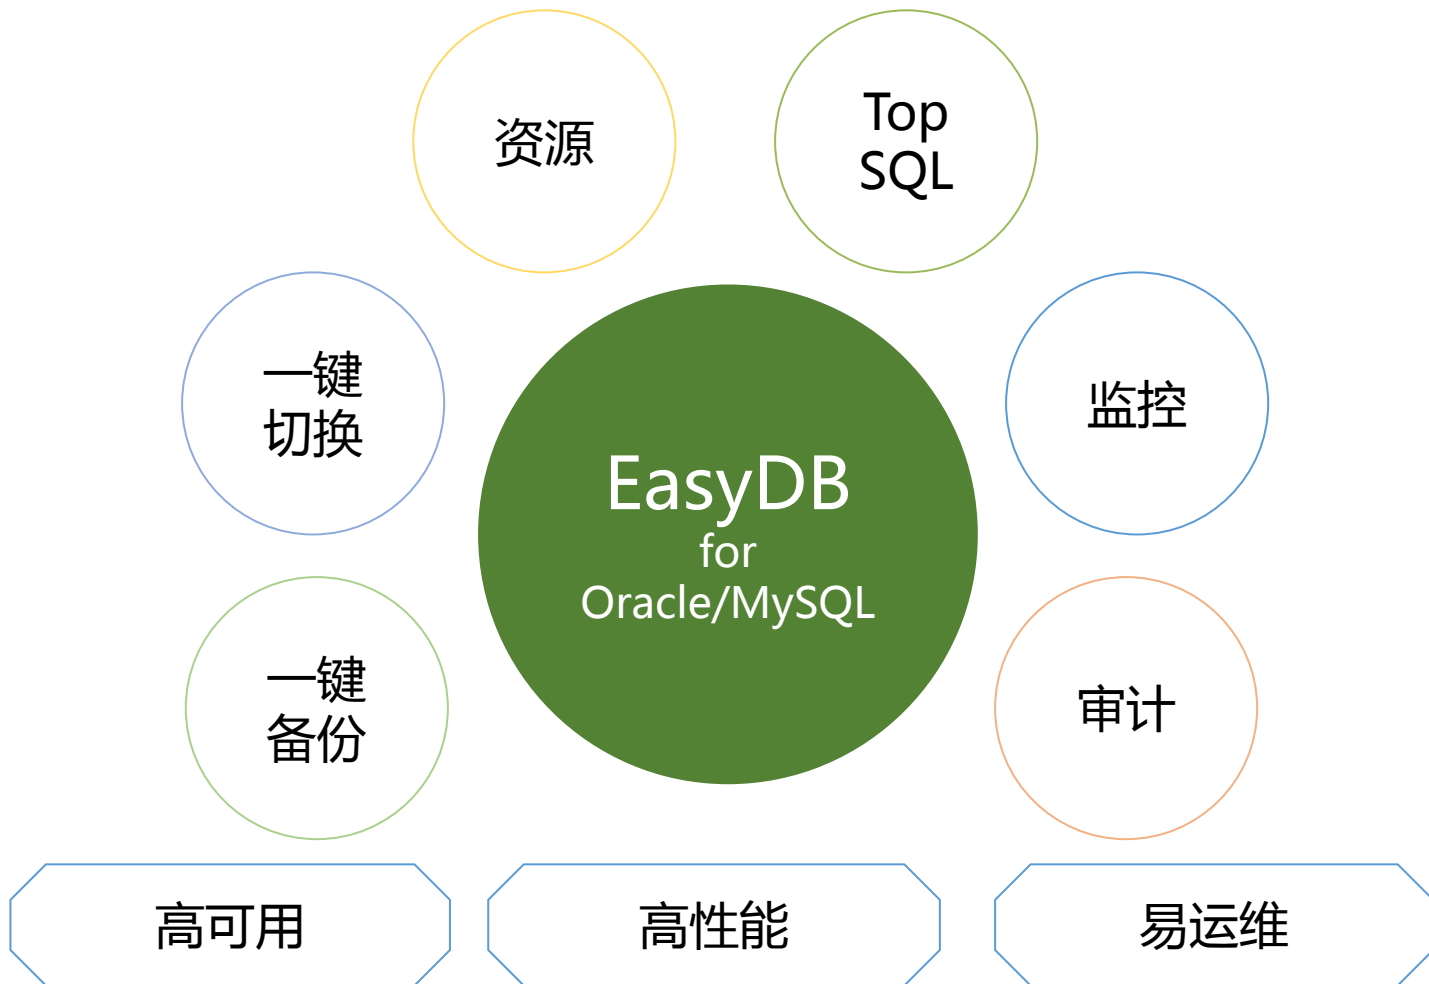 资源
Top
SQL
一键
切换
监控
EasyDB
for
Oracle/MySQL
一键
备份
审计
高可用
高性能
易运维